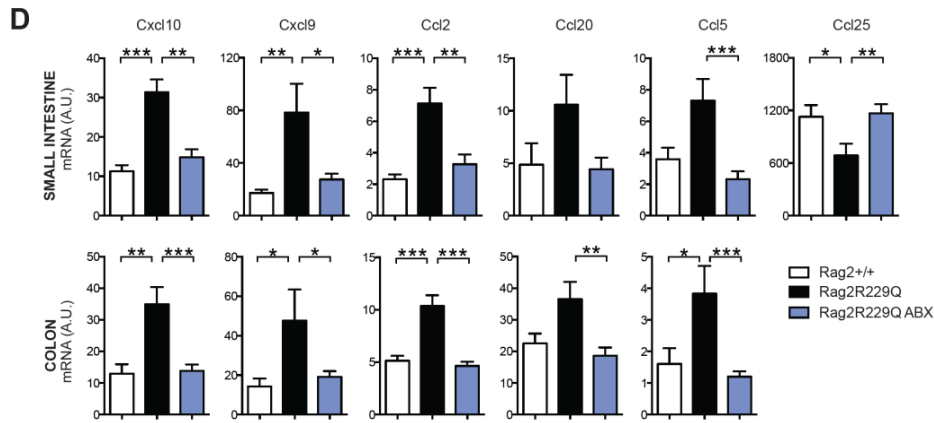 D
Cxcl10 Cxcl9 Ccl2 Ccl20 Ccl5 Ccl25
SMALL INTESTINE
mRNA (A.U.)
*** ** ** * *** ** *** * **
40 30 20 10 0
120 80 40 0
8 6 4 2 0
15 10 5 0
10 8 6 4 2 0
1800 1200 600 0
COLON
mRNA (A.U.)
** *** * * *** *** ** * ***
50 40 30 20 10 0
80 60 40 20 0
15 10 5 0
50 40 30 20 10 0
5 4 3 2 1 0
Rag2+/+
Rag2R229Q
Rag2R229Q ABX